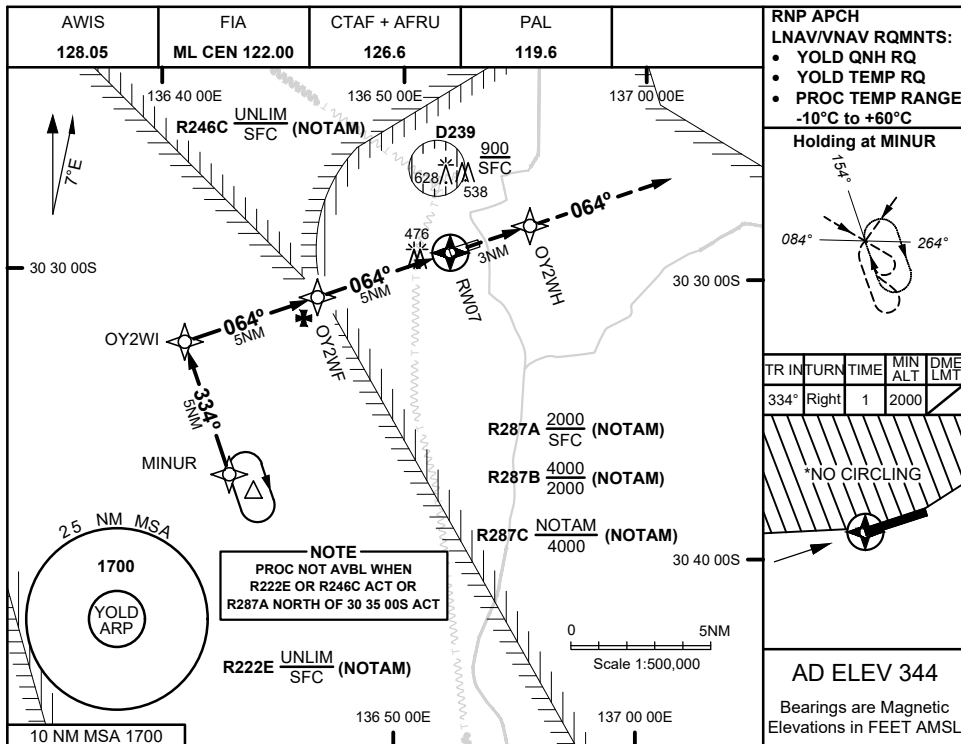 AWIS
128.05
FIA
ML CEN 122.00
CTAF + AFRU
126.6
PAL
119.6
136 40 00E
136 50 00E
137 00 00E
R246C UNLIM
SFC (NOTAM)
7°E
D239
900
SFC
628
538
476
064°
064°
5NM
3NM
064°
5NM
30 30 00S
30 30 00S
RW07
OY2WH
OY2WI
OY2WF
334°
5NM
MINUR
R287A 2000
SFC (NOTAM)
R287B 4000
2000 (NOTAM)
R287C NOTAM
4000 (NOTAM)
30 40 00S
25 NM MSA
1700
YOLD
ARP
NOTE
PROC NOT AVBL WHEN
R222E OR R246C ACT OR
R287A NORTH OF 30 35 00S ACT
R222E UNLIM
SFC (NOTAM)
0
5NM
Scale 1:500,000
136 50 00E
137 00 00E
10 NM MSA 1700
RNP APCH
LNAV/VNAV RQMNTS:
• YOLD QNH RQ
• YOLD TEMP RQ
• PROC TEMP RANGE
-10°C to +60°C
Holding at MINUR
154°
084°
264°
TR IN TURN TIME MIN ALT DME LMT
334° Right 1 2000
*NO CIRCLING
AD ELEV 344
Bearings are Magnetic
Elevations in FEET AMSL